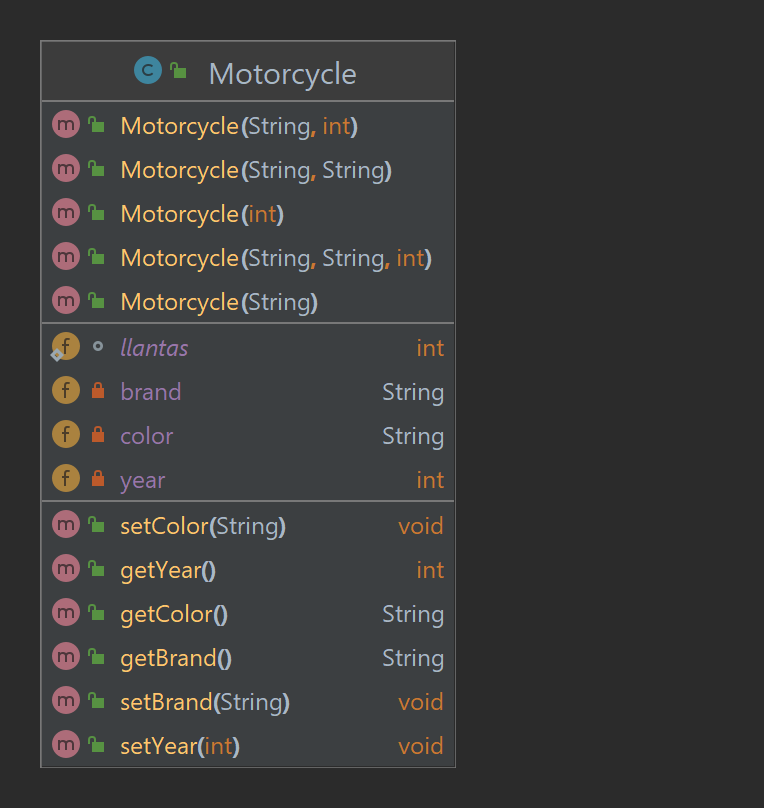 C Motorcycle
m Motorcycle(String, int)
m Motorcycle(String, String)
m Motorcycle(int)
m Motorcycle(String, String, int)
m Motorcycle(String)
f llantas int
f brand String
f color String
f year int
m setColor(String) void
m getYear() int
m getColor() String
m getBrand() String
m setBrand(String) void
m setYear(int) void